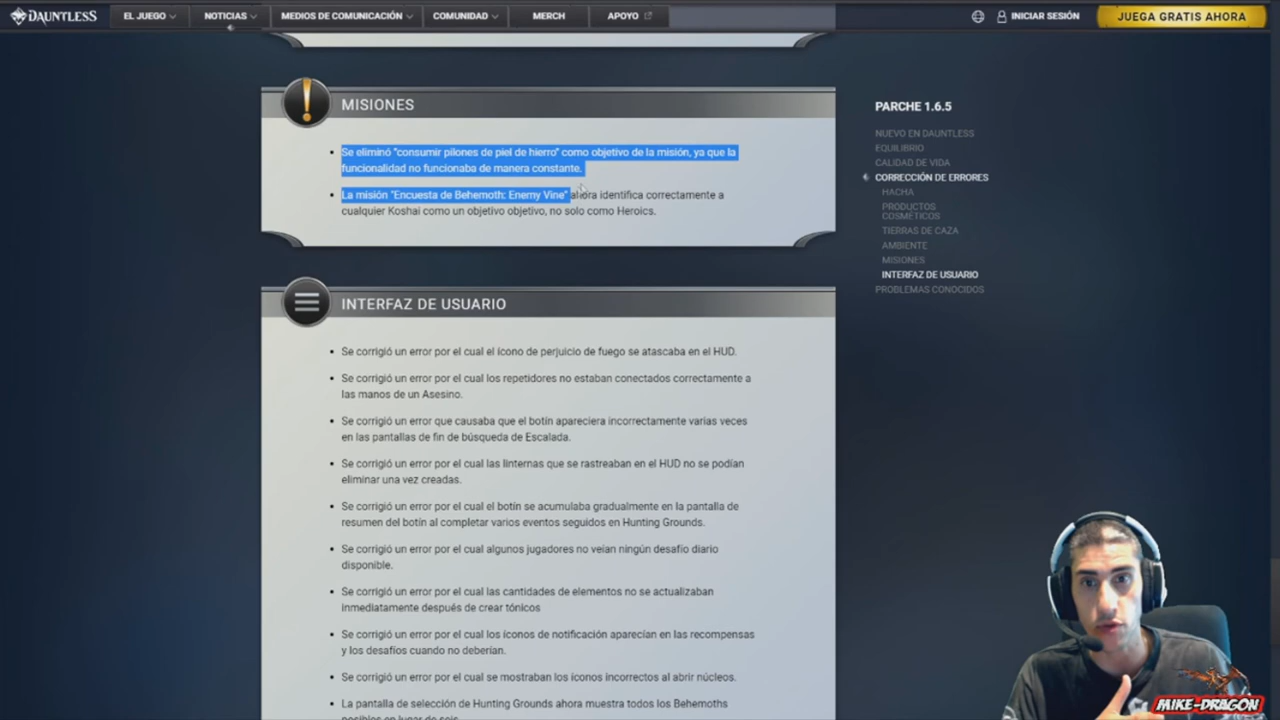 DAUNTLESS
EL JUEGO
NOTICIAS
MEDIOS DE COMUNICACIÓN
COMUNIDAD
MERCH
APOYO
INICIAR SESIÓN
JUEGA GRATIS AHORA
MISIONES
Se eliminó "consumir pilones de piel de hierro" como objetivo de la misión, ya que la
funcionalidad no funcionaba de manera constante.
La misión "Encuesta de Behemoth: Enemy Vine" ahora identifica correctamente a
cualquier Koshai como un objetivo objetivo, no solo como Heroics.
INTERFAZ DE USUARIO
Se corrigió un error por el cual el ícono de perjuicio de fuego se atascaba en el HUD.
Se corrigió un error por el cual los repetidores no estaban conectados correctamente a
las manos de un Asesino.
Se corrigió un error que causaba que el botín apareciera incorrectamente varias veces
en las pantallas de fin de búsqueda de Escalada.
Se corrigió un error por el cual las linternas que se rastreaban en el HUD no se podían
eliminar una vez creadas.
Se corrigió un error por el cual el botín se acumulaba gradualmente en la pantalla de
resumen del botín al completar varios eventos seguidos en Hunting Grounds.
Se corrigió un error por el cual algunos jugadores no veían ningún desafío diario
disponible.
Se corrigió un error por el cual las cantidades de elementos no se actualizaban
inmediatamente después de crear tónicos
Se corrigió un error por el cual los íconos de notificación aparecían en las recompensas
y los desafíos cuando no deberían.
Se corrigió un error por el cual se mostraban los íconos incorrectos al abrir núcleos.
La pantalla de selección de Hunting Grounds ahora muestra todos los Behemoths
posibles en lugar de seis.
PARCHE 1.6.5
NUEVO EN DAUNTLESS
EQUILIBRIO
CALIDAD DE VIDA
CORRECCIÓN DE ERRORES
HACHA
PRODUCTOS
COSMÉTICOS
TIERRAS DE CAZA
AMBIENTE
MISIONES
INTERFAZ DE USUARIO
PROBLEMAS CONOCIDOS
MIKE-DRAGON